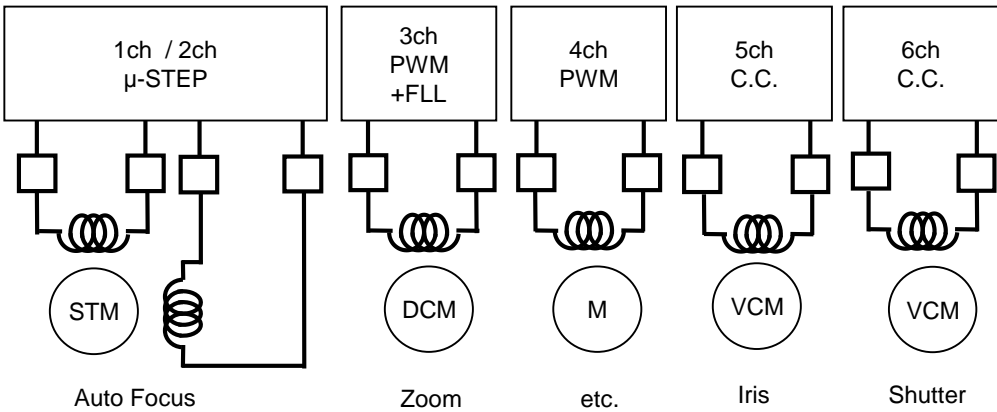 1ch / 2ch
µ-STEP
3ch
PWM
+FLL
4ch
PWM
5ch
C.C.
6ch
C.C.
STM
DCM
M
VCM
VCM
Auto Focus
Zoom
etc.
Iris
Shutter